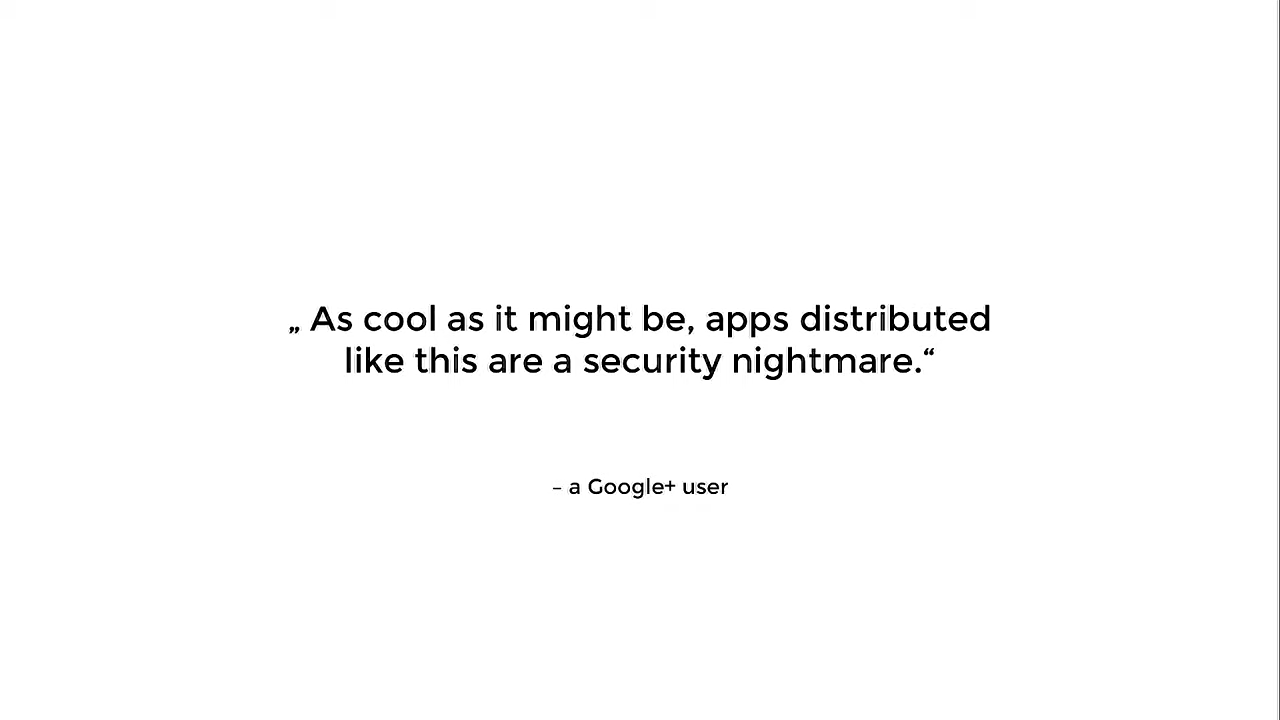 „ As cool as it might be, apps distributed
like this are a security nightmare.“
– a Google+ user